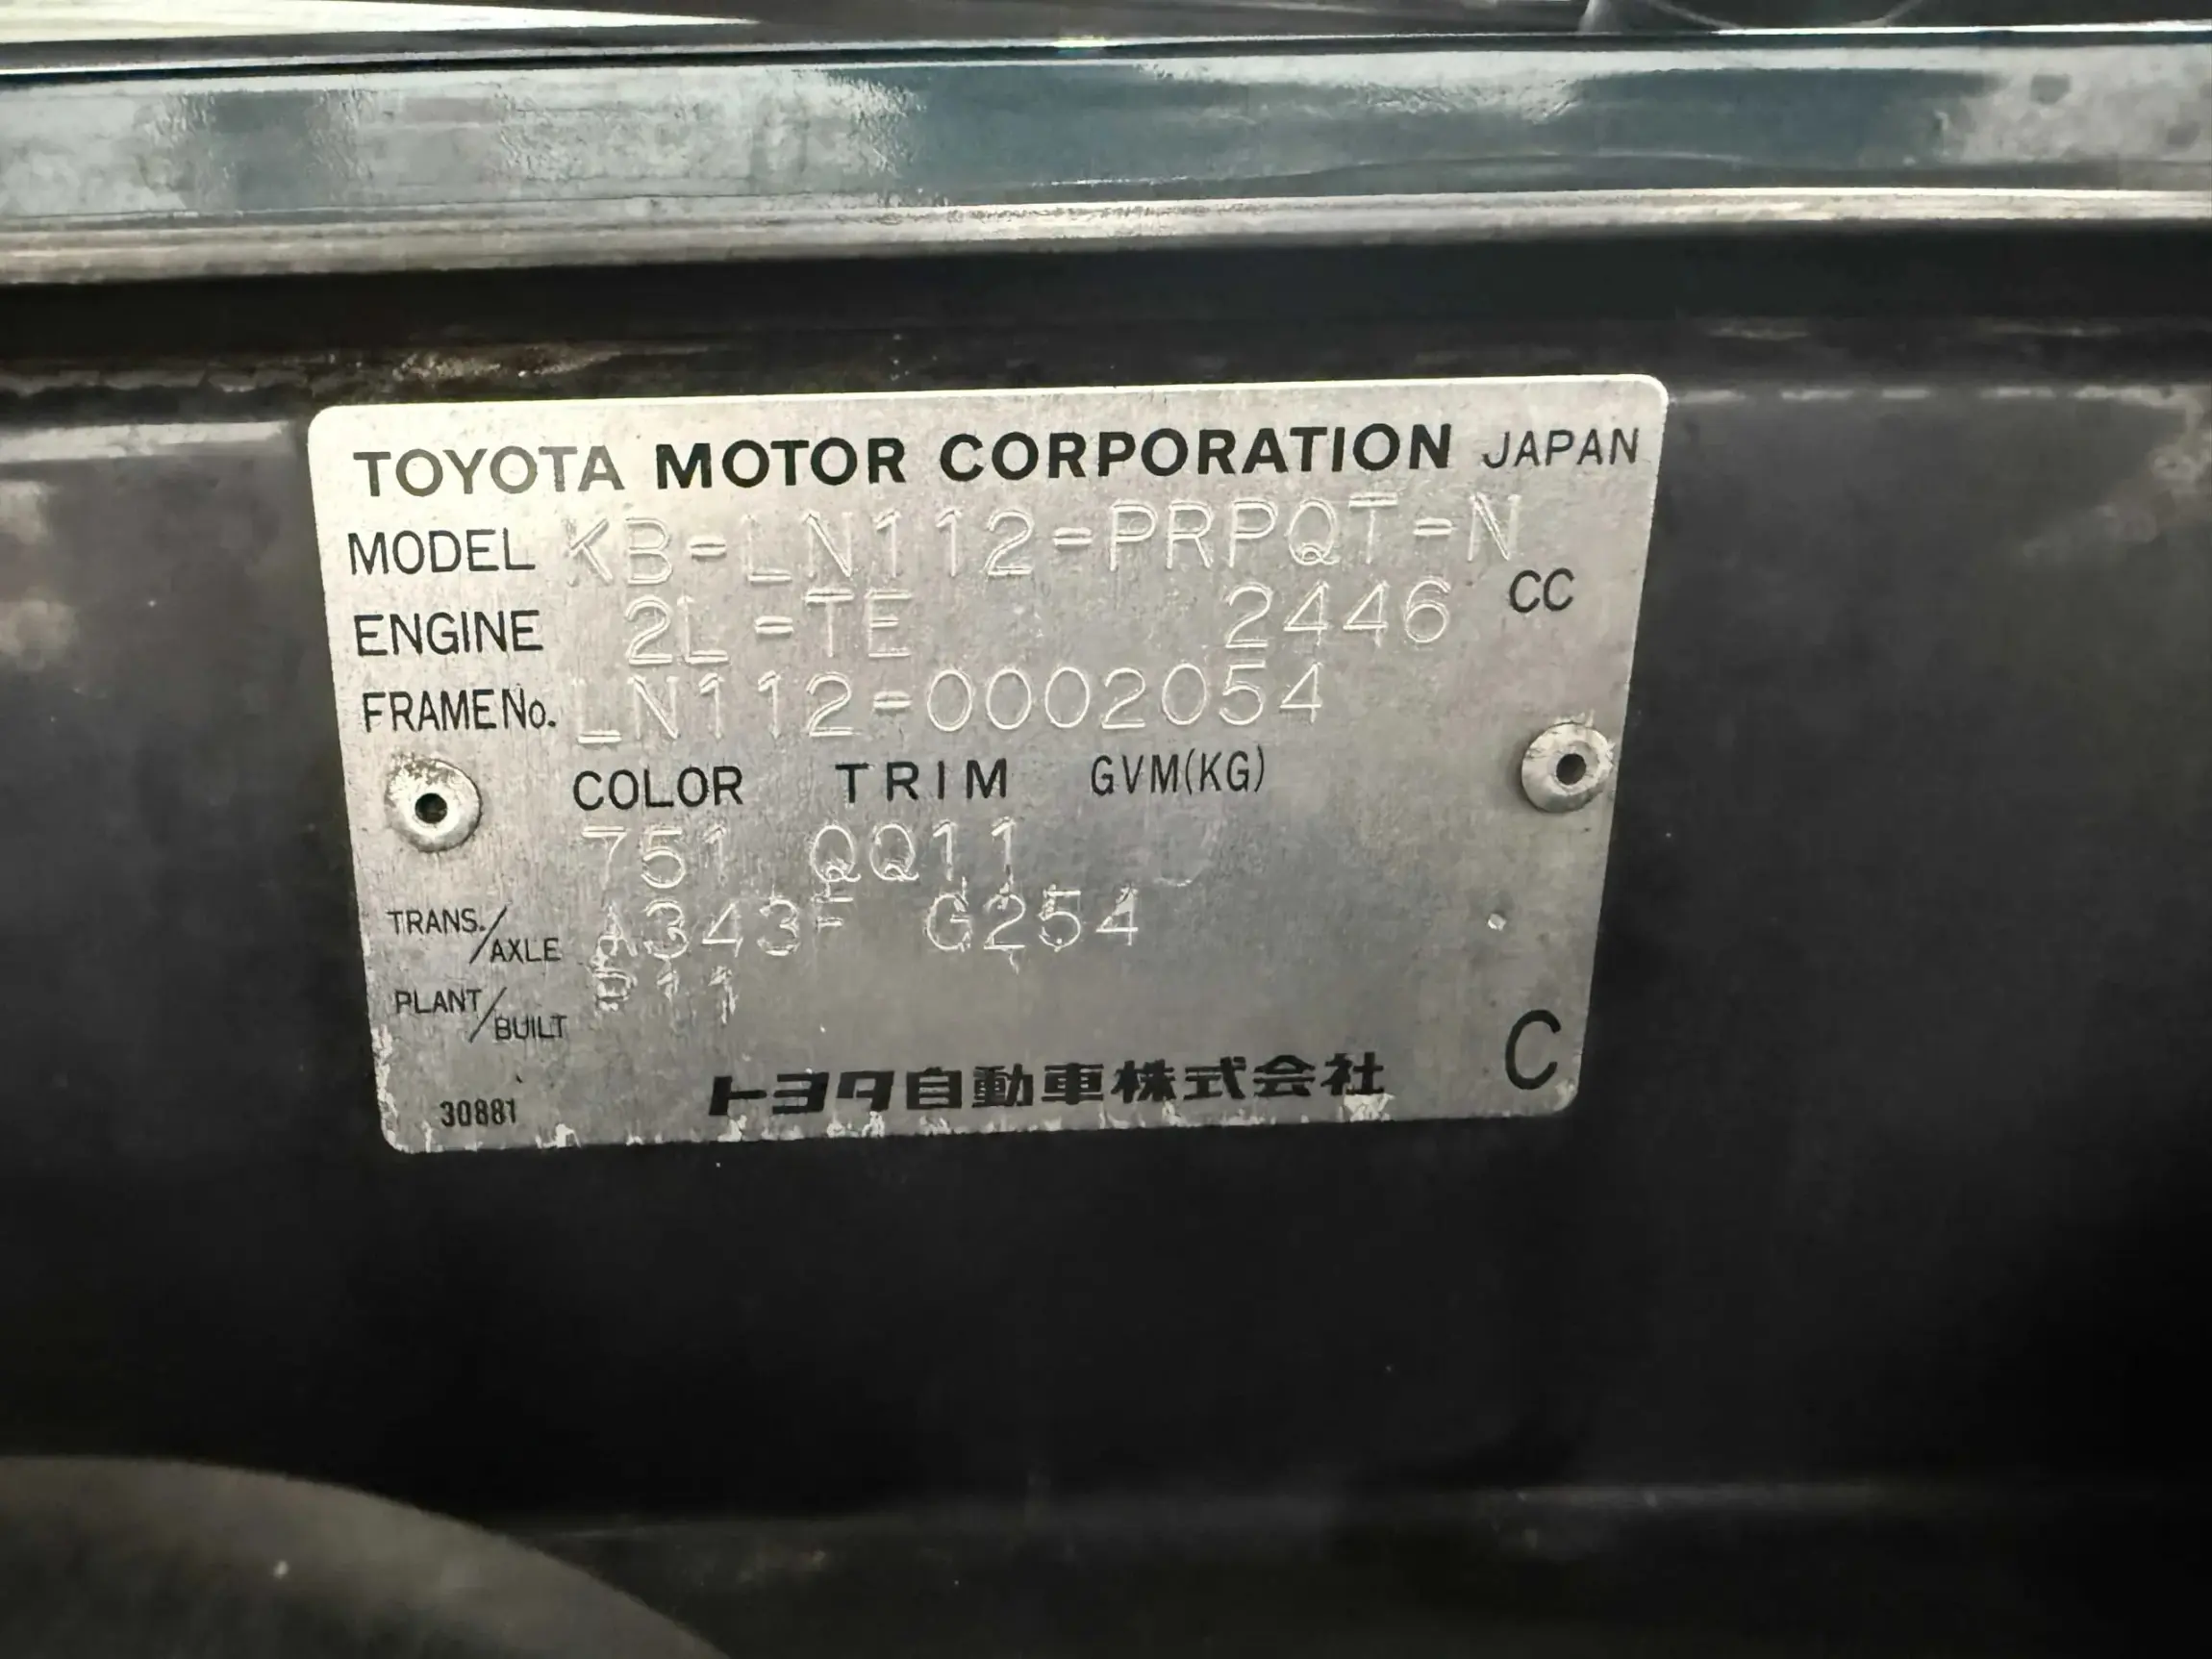 TOYOTA MOTOR CORPORATION JAPAN
MODEL KB-LN112-PRPQT-N
ENGINE 2L-TE 2446 CC
FRAME No. LN112-0002054
COLOR TRIM GVM(KG)
751 QQ11
TRANS./AXLE A343F G254
PLANT/BUILT P11
トヨタ自動車株式会社 C
30881